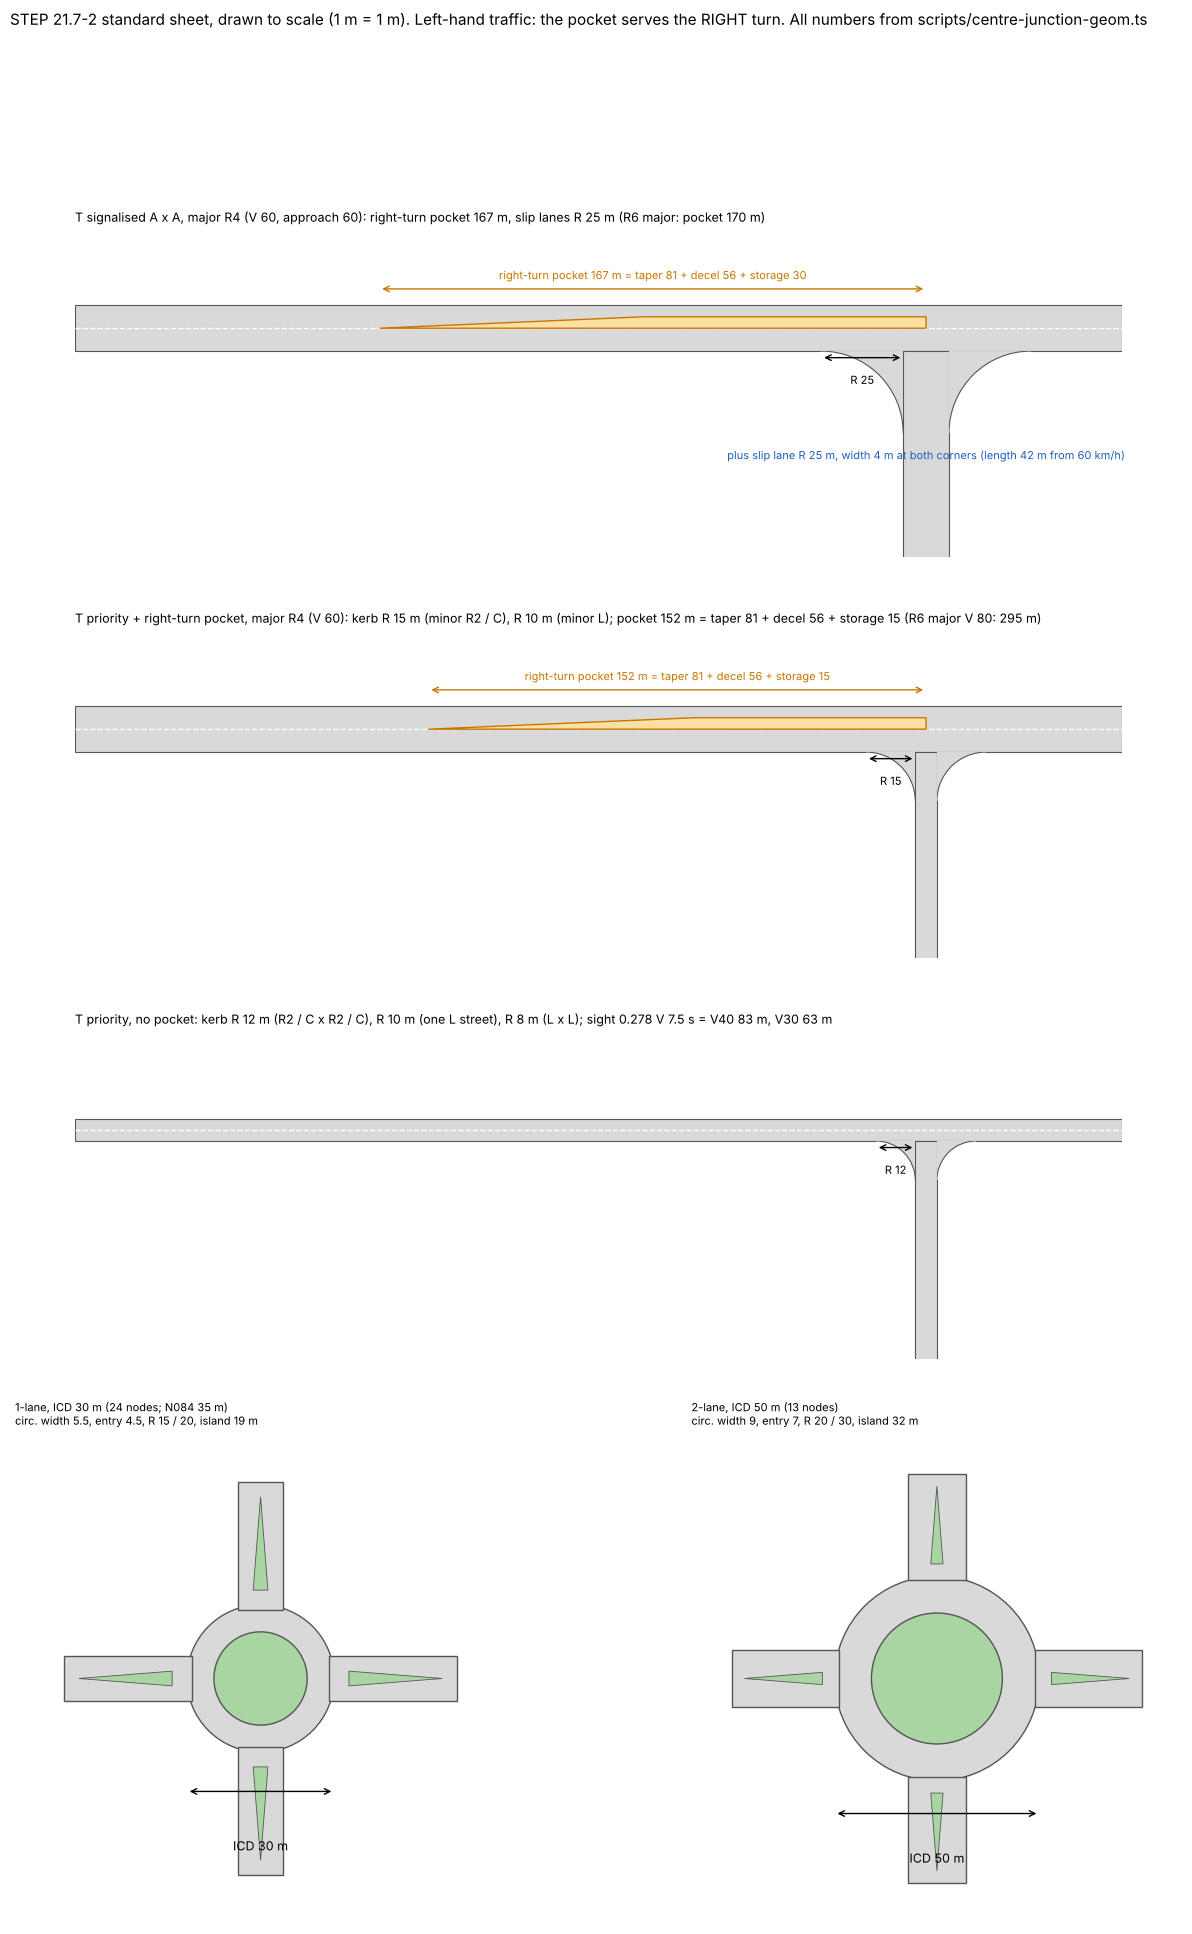 STEP 21.7-2 standard sheet, drawn to scale (1 m = 1 m). Left-hand traffic: the pocket serves the RIGHT turn. All numbers from scripts/centre-junction-geom.ts
T signalised A x A, major R4 (V 60, approach 60): right-turn pocket 167 m, slip lanes R 25 m (R6 major: pocket 170 m)
right-turn pocket 167 m = taper 81 + decel 56 + storage 30
R 25
plus slip lane R 25 m, width 4 m at both corners (length 42 m from 60 km/h)
T priority + right-turn pocket, major R4 (V 60): kerb R 15 m (minor R2 / C), R 10 m (minor L); pocket 152 m = taper 81 + decel 56 + storage 15 (R6 major V 80: 295 m)
right-turn pocket 152 m = taper 81 + decel 56 + storage 15
R 15
T priority, no pocket: kerb R 12 m (R2 / C x R2 / C), R 10 m (one L street), R 8 m (L x L); sight 0.278 V 7.5 s = V40 83 m, V30 63 m
R 12
1-lane, ICD 30 m (24 nodes; N084 35 m)
circ. width 5.5, entry 4.5, R 15 / 20, island 19 m
2-lane, ICD 50 m (13 nodes)
circ. width 9, entry 7, R 20 / 30, island 32 m
ICD 30 m
ICD 50 m